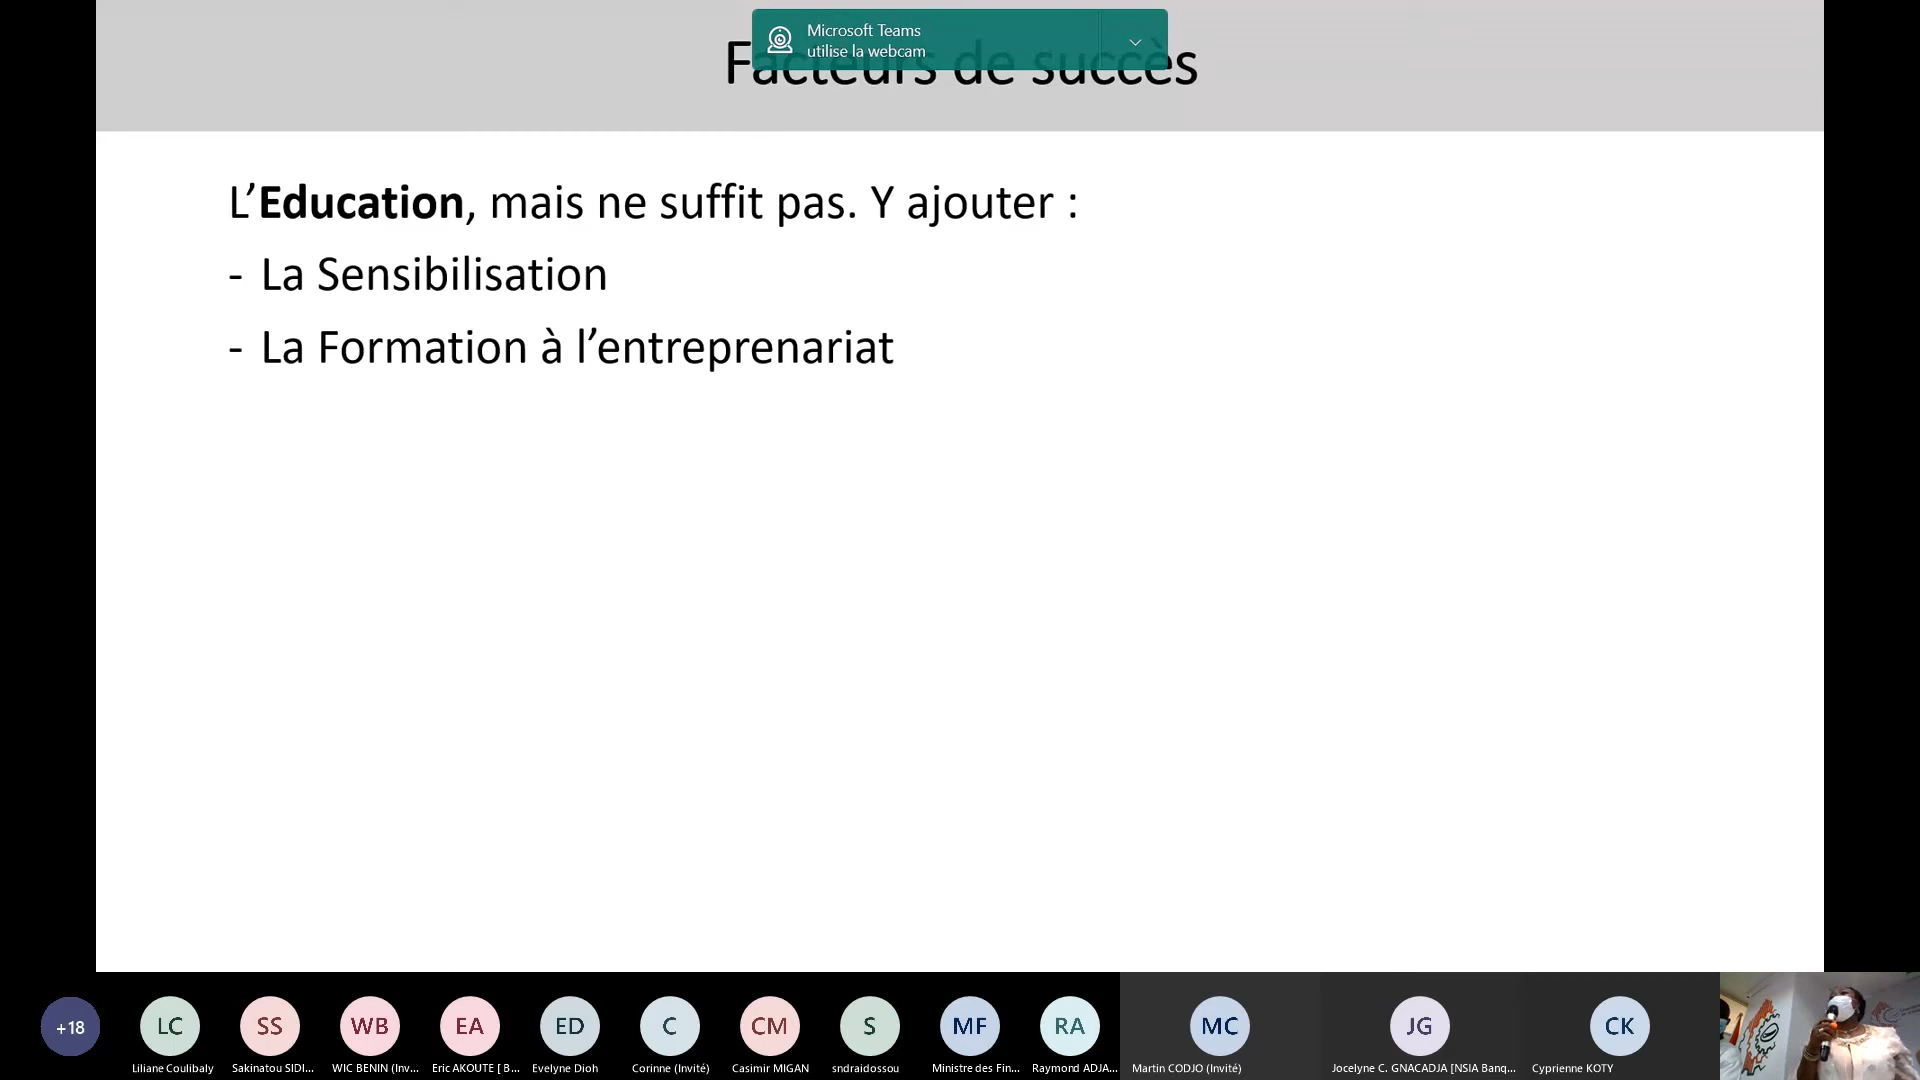 Microsoft Teams
utilise la webcam
Facteurs de succès
L’Education, mais ne suffit pas. Y ajouter :
- La Sensibilisation
- La Formation à l’entreprenariat
+18
LC
SS
WB
EA
ED
C
CM
S
MF
RA
MC
JG
CK
Liliane Coulibaly
Sakinatou SIDI...
WIC BENIN (Inv...
Eric AKOUTE [ B...
Evelyne Dioh
Corinne (Invité)
Casimir MIGAN
sndraidossou
Ministre des Fin...
Raymond ADJA...
Martin CODJO (Invité)
Jocelyne C. GNACADJA [NSIA Banq...
Cyprienne KOTY